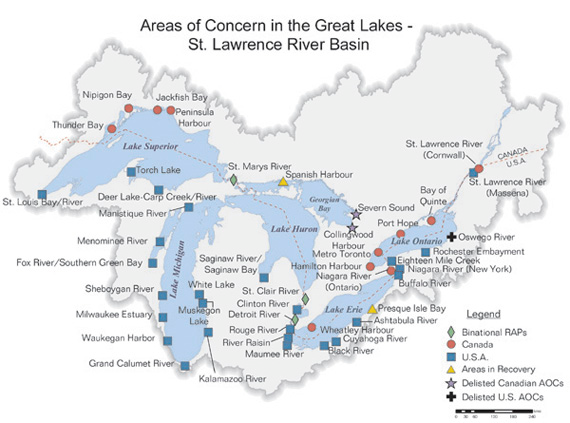 Areas of Concern in the Great Lakes -
St. Lawrence River Basin
Nipigon Bay
Jackfish Bay
Peninsula
Harbour
Thunder Bay
Lake Superior
St. Lawrence River
(Cornwall)
CANADA
U.S.A.
Torch Lake
St. Marys River
Spanish Harbour
St. Lawrence River
(Massena)
St. Louis Bay/River
Deer Lake-Carp Creek/River
Georgian
Bay
Severn Sound
Bay of
Quinte
Manistique River
Lake Huron
Collingwood
Harbour
Port Hope
Menominee River
Lake Michigan
Saginaw River/
Saginaw Bay
Metro Toronto
Lake Ontario
Oswego River
Rochester Embayment
Fox River/Southern Green Bay
Hamilton Harbour
Eighteen Mile Creek
Niagara River
(Ontario)
Niagara River (New York)
Buffalo River
Sheboygan River
White Lake
St. Clair River
Clinton River
Lake Erie
Presque Isle Bay
Milwaukee Estuary
Muskegon
Lake
Detroit River
Ashtabula River
Waukegan Harbor
Rouge River
Wheatley Harbour
River Raisin
Cuyahoga River
Maumee River
Black River
Grand Calumet River
Kalamazoo River
Legend
Binational RAPs
Canada
U.S.A.
Areas in Recovery
Delisted Canadian AOCs
Delisted U.S. AOCs